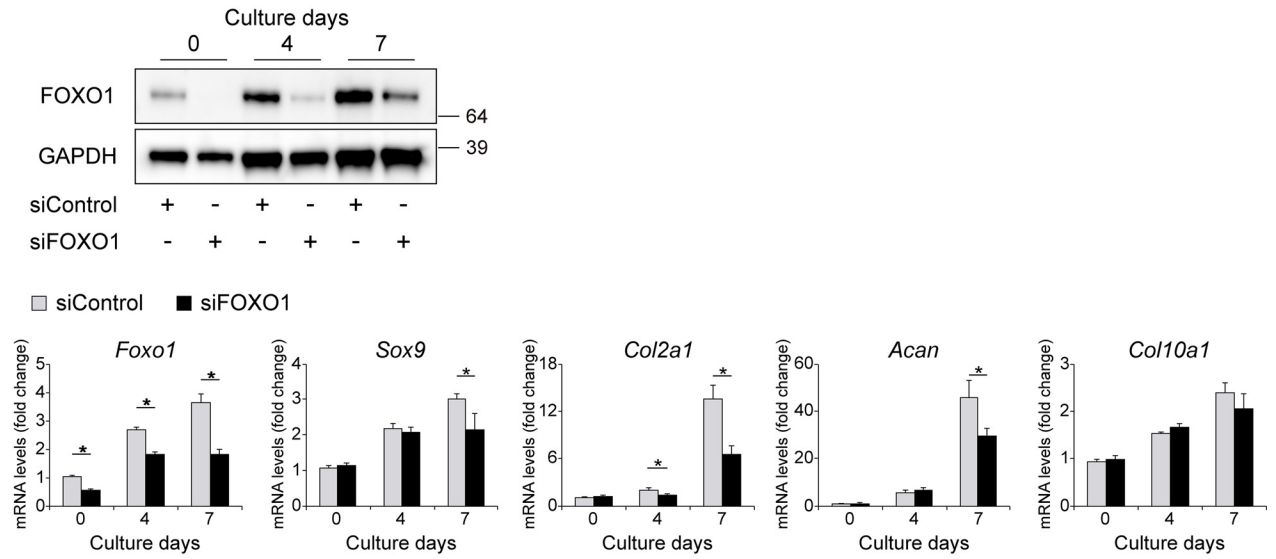 Culture days
0 4 7
FOXO1
64
GAPDH
39
siControl + - + - + -
siFOXO1 - + - + - +
siControl siFOXO1
Foxo1 Sox9 Col2a1 Acan Col10a1
mRNA levels (fold change)
5
4
3
2
1
0
* * *
0 4 7
Culture days
mRNA levels (fold change)
4
3
2
1
0
*
0 4 7
Culture days
mRNA levels (fold change)
18
12
6
0
* *
0 4 7
Culture days
mRNA levels (fold change)
60
40
20
0
*
0 4 7
Culture days
mRNA levels (fold change)
3
2
1
0
0 4 7
Culture days